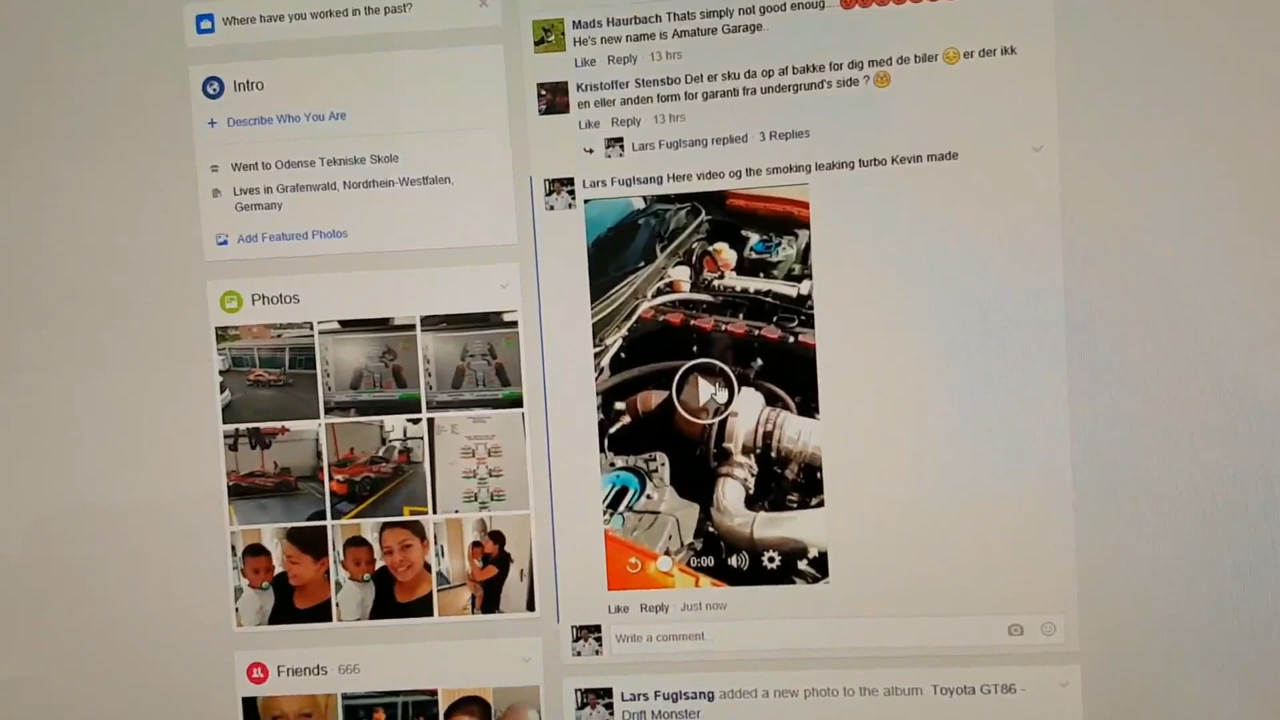 Where have you worked in the past?
Intro
Describe Who You Are
Went to Odense Tekniske Skole
Lives in Grafenwald, Nordrhein-Westfalen,
Germany
Add Featured Photos
Photos
Friends · 666
Mads Haurbach Thats simply not good enoug....
He's new name is Amature Garage..
Like Reply · 13 hrs
Kristoffer Stensbo Det er sku da op af bakke for dig med de biler 😔 er der ikk
en eller anden form for garanti fra undergrund's side ?
Like · Reply · 13 hrs
Lars Fuglsang replied · 3 Replies
Lars Fuglsang Here video og the smoking leaking turbo Kevin made
0:00
Like · Reply · Just now
Write a comment...
Lars Fuglsang added a new photo to the album Toyota GT86 -
Drift Monster